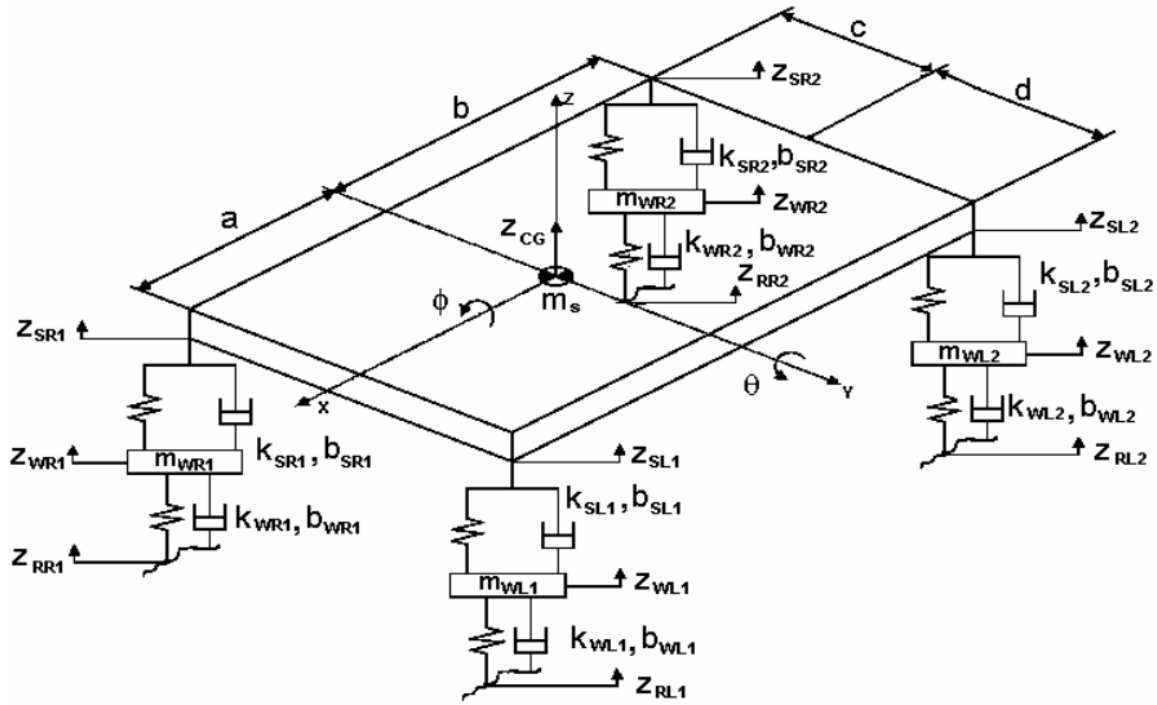 c
z_SR2
b
d
Z
k_SR2, b_SR2
m_WR2
z_WR2
a
z_CG
z_SL2
k_WR2, b_WR2
z_RR2
k_SL2, b_SL2
ϕ
m_s
z_SR1
m_WL2
z_WL2
θ
Y
X
k_WL2, b_WL2
z_WR1
m_WR1
k_SR1, b_SR1
z_SL1
z_RL2
k_SL1, b_SL1
k_WR1, b_WR1
z_RR1
m_WL1
z_WL1
k_WL1, b_WL1
z_RL1